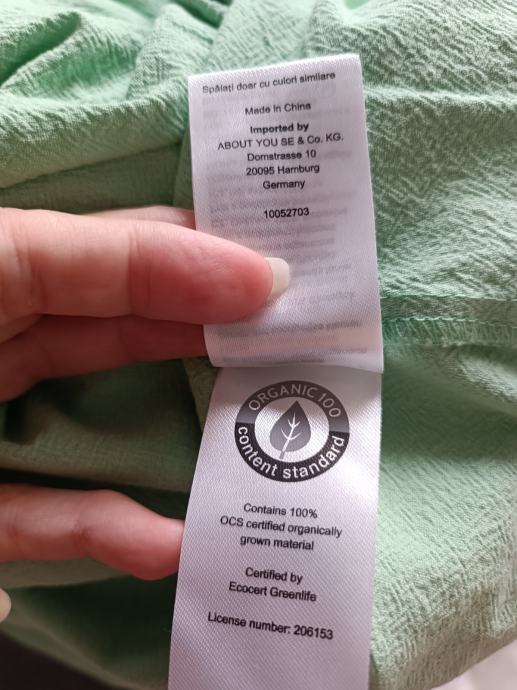 Spălați doar cu culori similare
Made in China
Imported by
ABOUT YOU SE & Co. KG.
Domstrasse 10
20095 Hamburg
Germany
10052703
ORGANIC 100
content standard
Contains 100%
OCS certified organically
grown material
Certified by
Ecocert Greenlife
License number: 206153